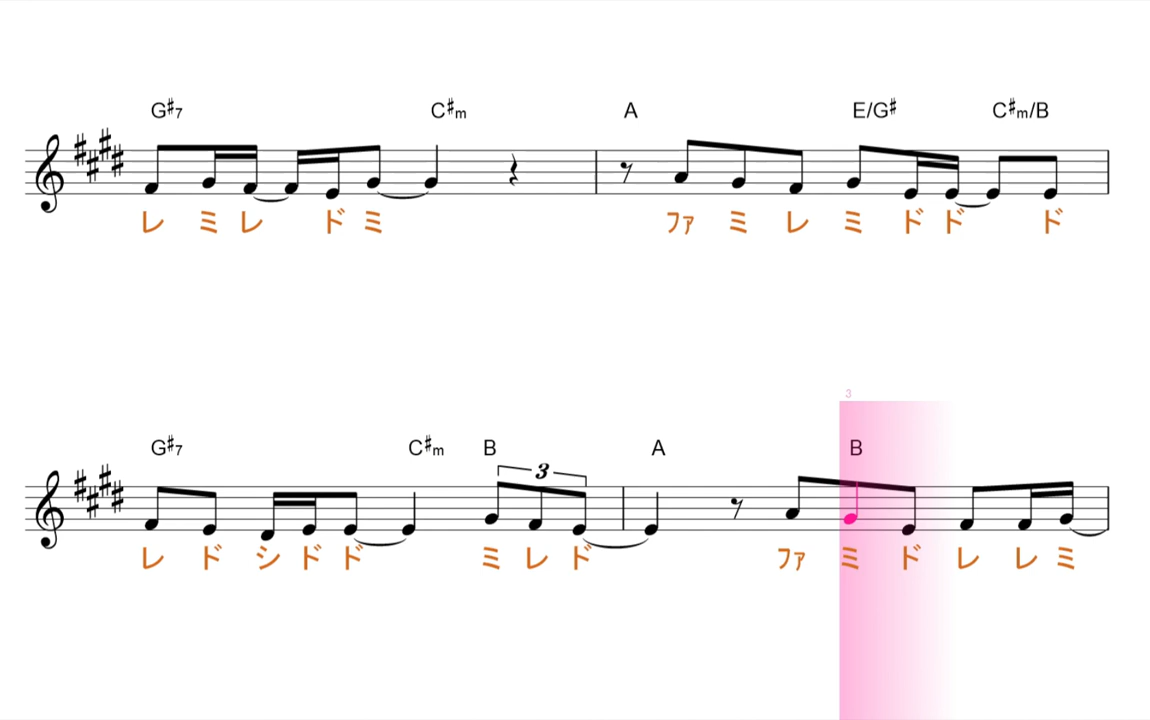 G♯7 C♯m A E/G♯ C♯m/B
レ ミ レ ド ミ ファ ミ レ ミ ド ド ド
3
G♯7 C♯m B A B
3
レ ド シ ド ド ミ レ ド ファ ミ ド レ レ ミ